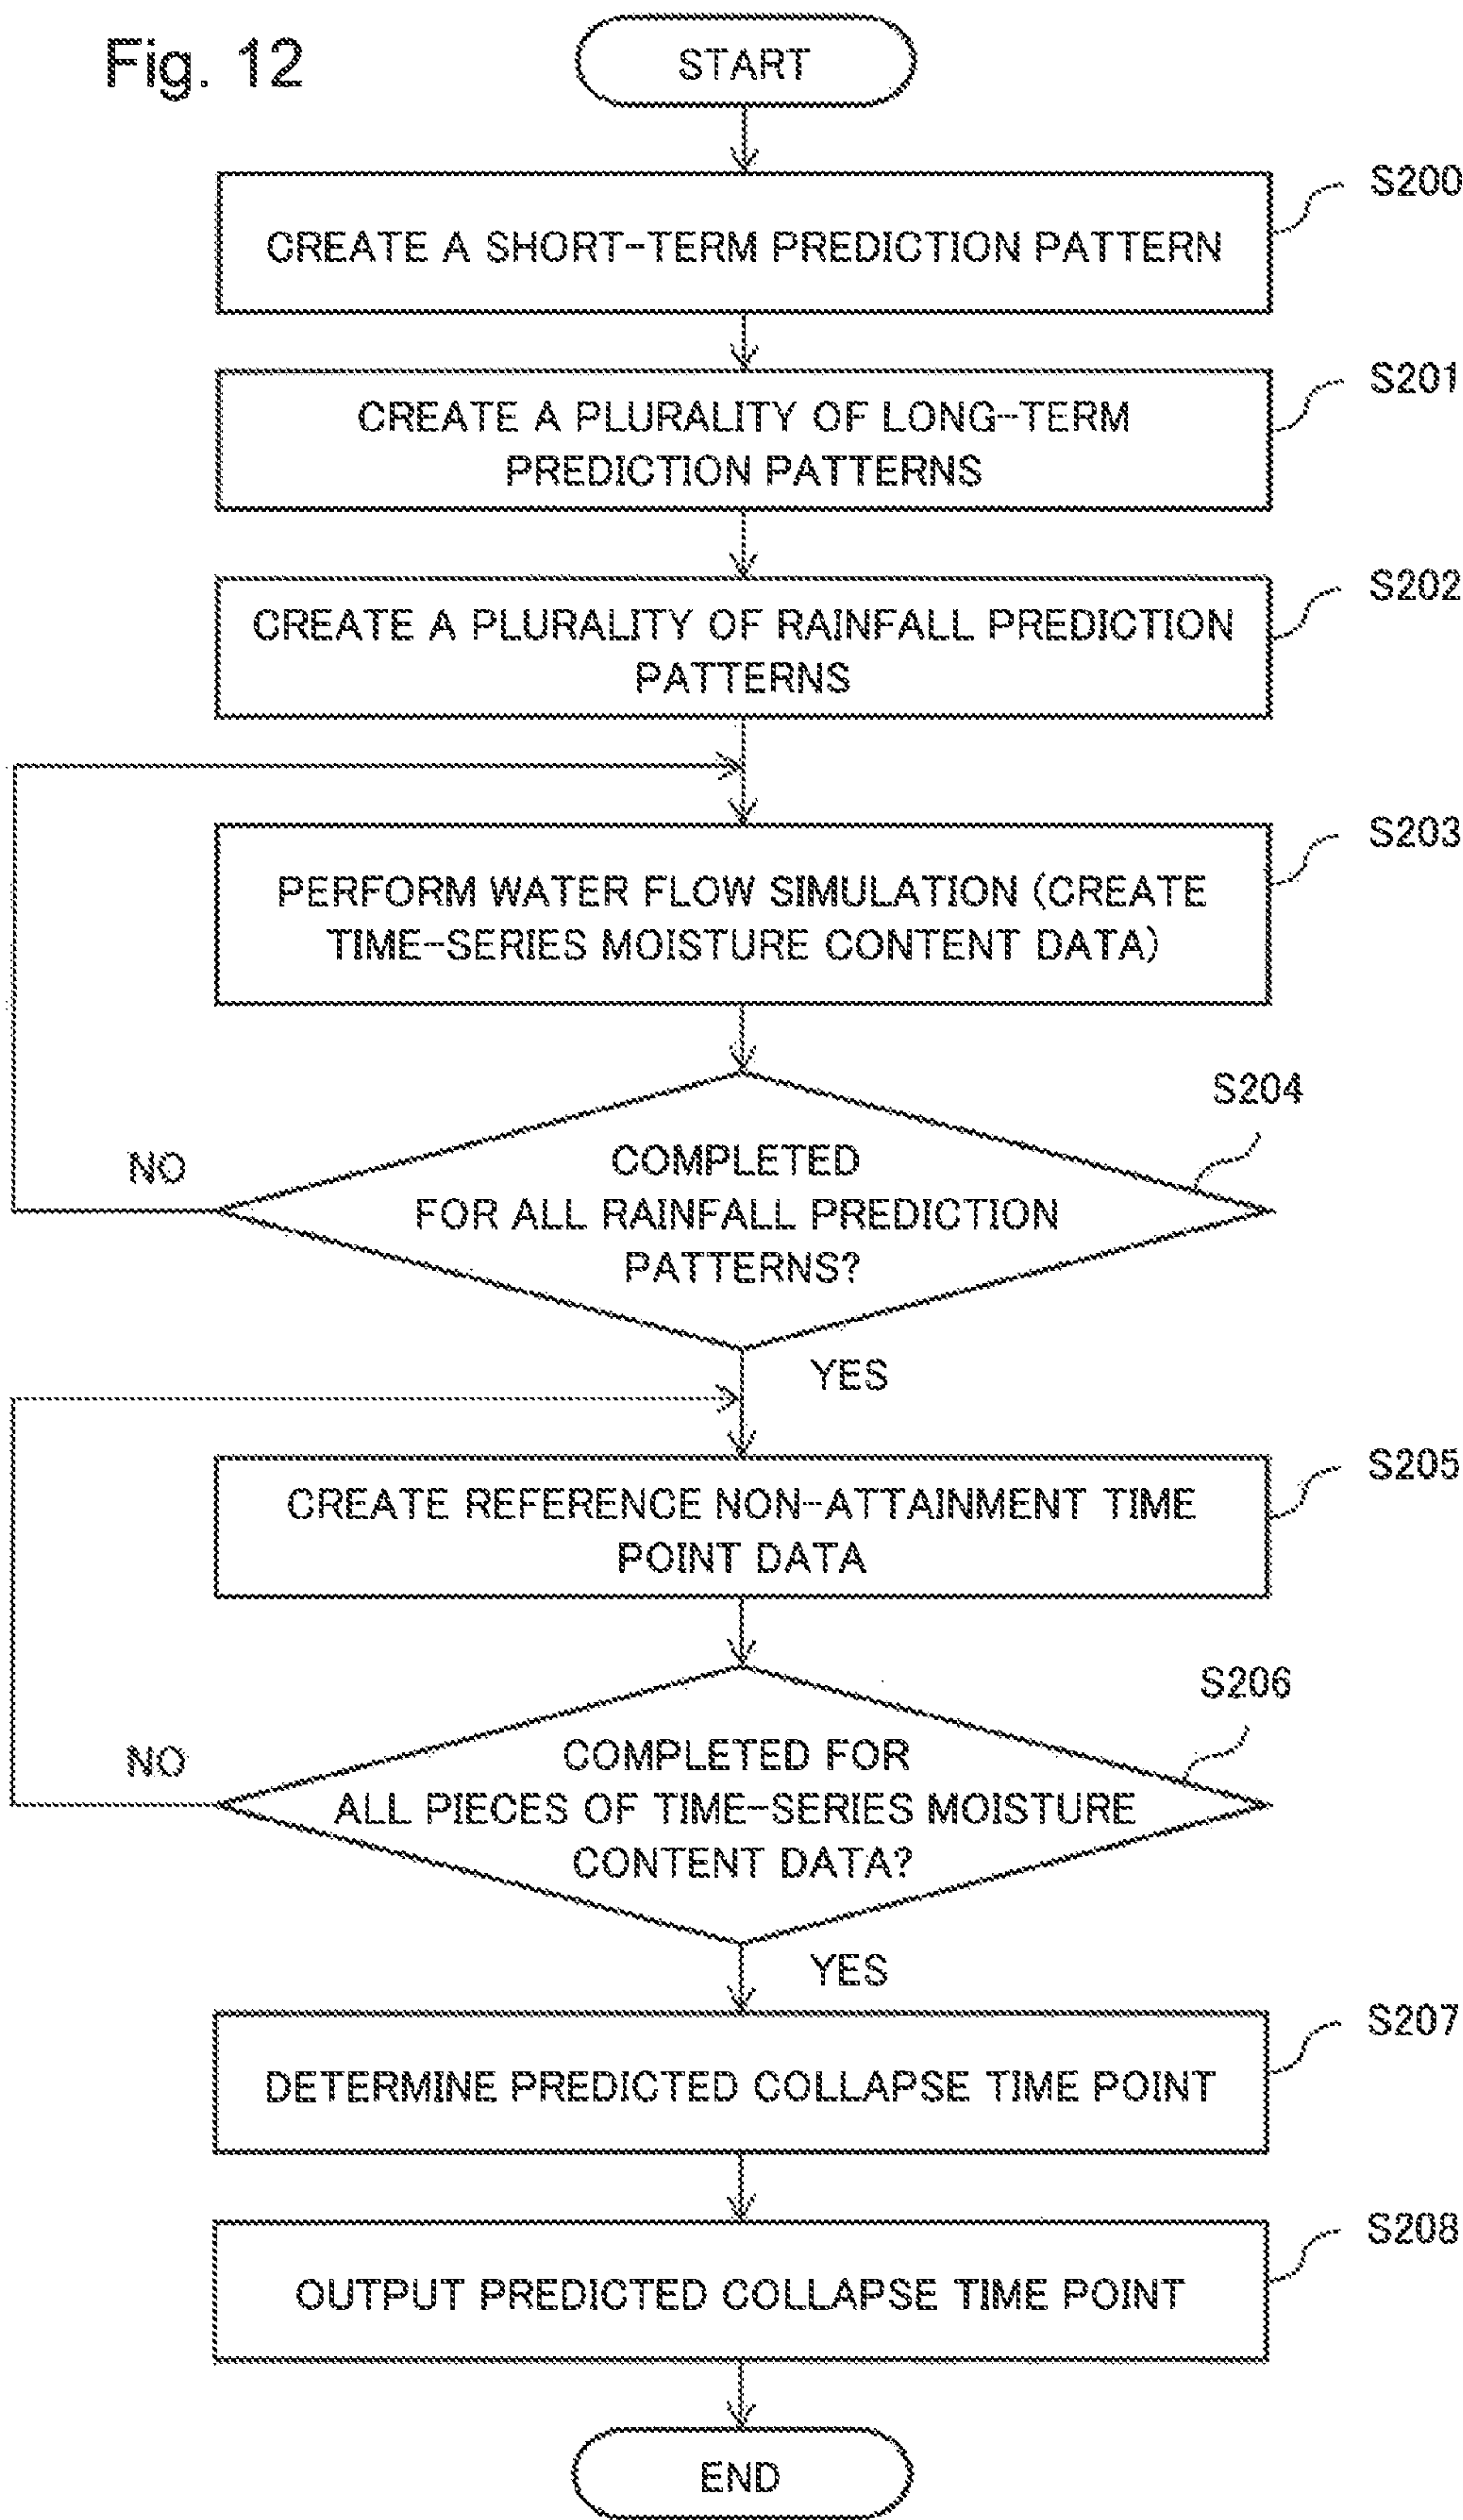 Fig. 12
START
S200
CREATE A SHORT-TERM PREDICTION PATTERN
S201
CREATE A PLURALITY OF LONG-TERM
PREDICTION PATTERNS
S202
CREATE A PLURALITY OF RAINFALL PREDICTION
PATTERNS
S203
PERFORM WATER FLOW SIMULATION (CREATE
TIME-SERIES MOISTURE CONTENT DATA)
S204
NO
COMPLETED
FOR ALL RAINFALL PREDICTION
PATTERNS?
YES
S205
CREATE REFERENCE NON-ATTAINMENT TIME
POINT DATA
S206
NO
COMPLETED FOR
ALL PIECES OF TIME-SERIES MOISTURE
CONTENT DATA?
YES
S207
DETERMINE PREDICTED COLLAPSE TIME POINT
S208
OUTPUT PREDICTED COLLAPSE TIME POINT
END